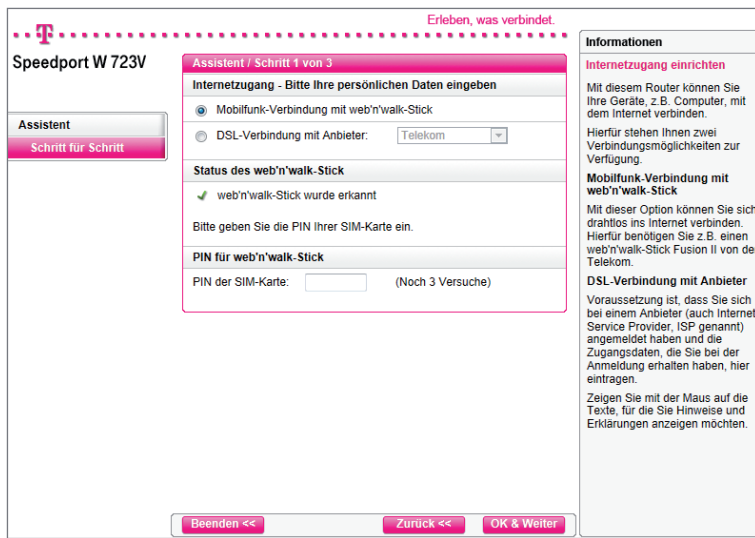 Erleben, was verbindet.
T
Speedport W 723V
Assistent
Schritt für Schritt
Assistent / Schritt 1 von 3
Internetzugang - Bitte Ihre persönlichen Daten eingeben
Mobilfunk-Verbindung mit web'n'walk-Stick
DSL-Verbindung mit Anbieter: Telekom
Status des web'n'walk-Stick
web'n'walk-Stick wurde erkannt
Bitte geben Sie die PIN Ihrer SIM-Karte ein.
PIN für web'n'walk-Stick
PIN der SIM-Karte: (Noch 3 Versuche)
Beenden << Zurück << OK & Weiter
Informationen
Internetzugang einrichten
Mit diesem Router können Sie
Ihre Geräte, z.B. Computer, mit
dem Internet verbinden.
Hierfür stehen Ihnen zwei
Verbindungsmöglichkeiten zur
Verfügung.
Mobilfunk-Verbindung mit
web'n'walk-Stick
Mit dieser Option können Sie sich
drahtlos ins Internet verbinden.
Hierfür benötigen Sie z.B. einen
web'n'walk-Stick Fusion II von der
Telekom.
DSL-Verbindung mit Anbieter
Voraussetzung ist, dass Sie sich
bei einem Anbieter (auch Internet
Service Provider, ISP genannt)
angemeldet haben und die
Zugangsdaten, die Sie bei der
Anmeldung erhalten haben, hier
eintragen.
Zeigen Sie mit der Maus auf die
Texte, für die Sie Hinweise und
Erklärungen anzeigen möchten.